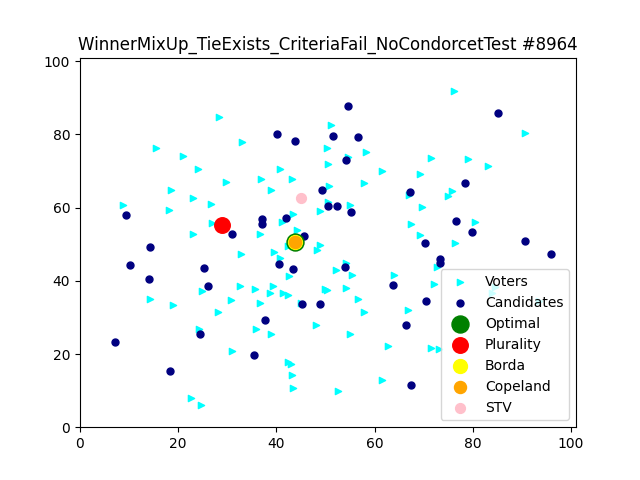 WinnerMixUp_TieExists_CriteriaFail_NoCondorcetTest #8964
100
80
60
40
20
0
0
20
40
60
80
100
Voters
Candidates
Optimal
Plurality
Borda
Copeland
STV